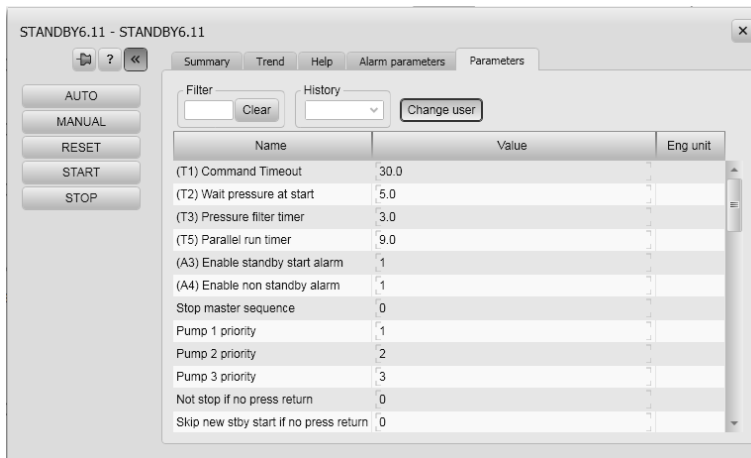 STANDBY6.11 - STANDBY6.11
?
AUTO
MANUAL
RESET
START
STOP
Summary Trend Help Alarm parameters Parameters
Filter History
Clear Change user
Name Value Eng unit
(T1) Command Timeout 30.0
(T2) Wait pressure at start 5.0
(T3) Pressure filter timer 3.0
(T5) Parallel run timer 9.0
(A3) Enable standby start alarm 1
(A4) Enable non standby alarm 1
Stop master sequence 0
Pump 1 priority 1
Pump 2 priority 2
Pump 3 priority 3
Not stop if no press return 0
Skip new stby start if no press return 0